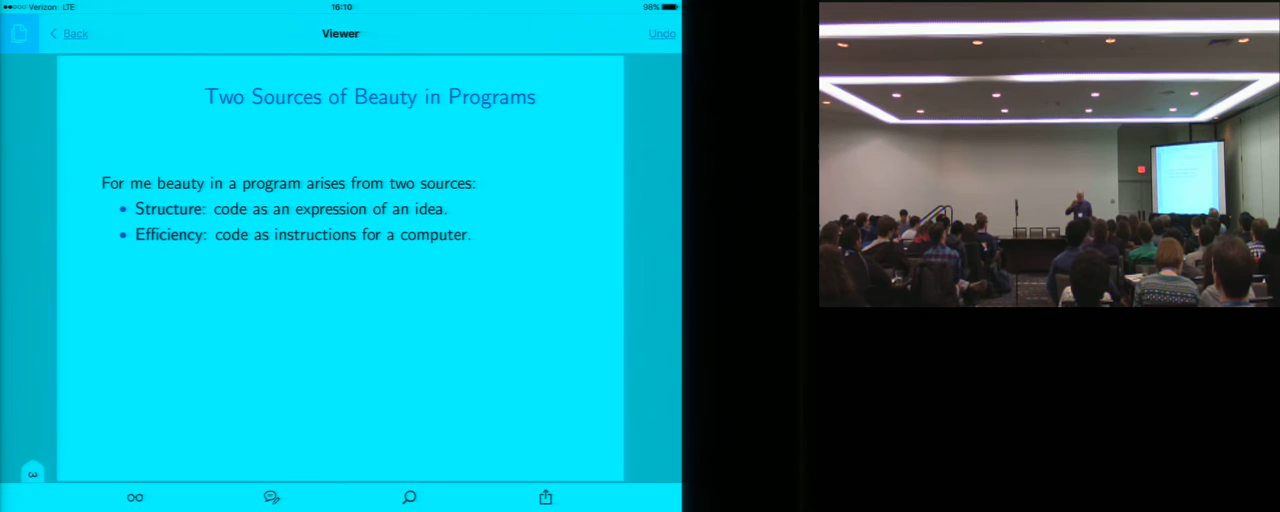 Verizon LTE 16:10 98%
Back Viewer Undo
Two Sources of Beauty in Programs
For me beauty in a program arises from two sources:
• Structure: code as an expression of an idea.
• Efficiency: code as instructions for a computer.
3